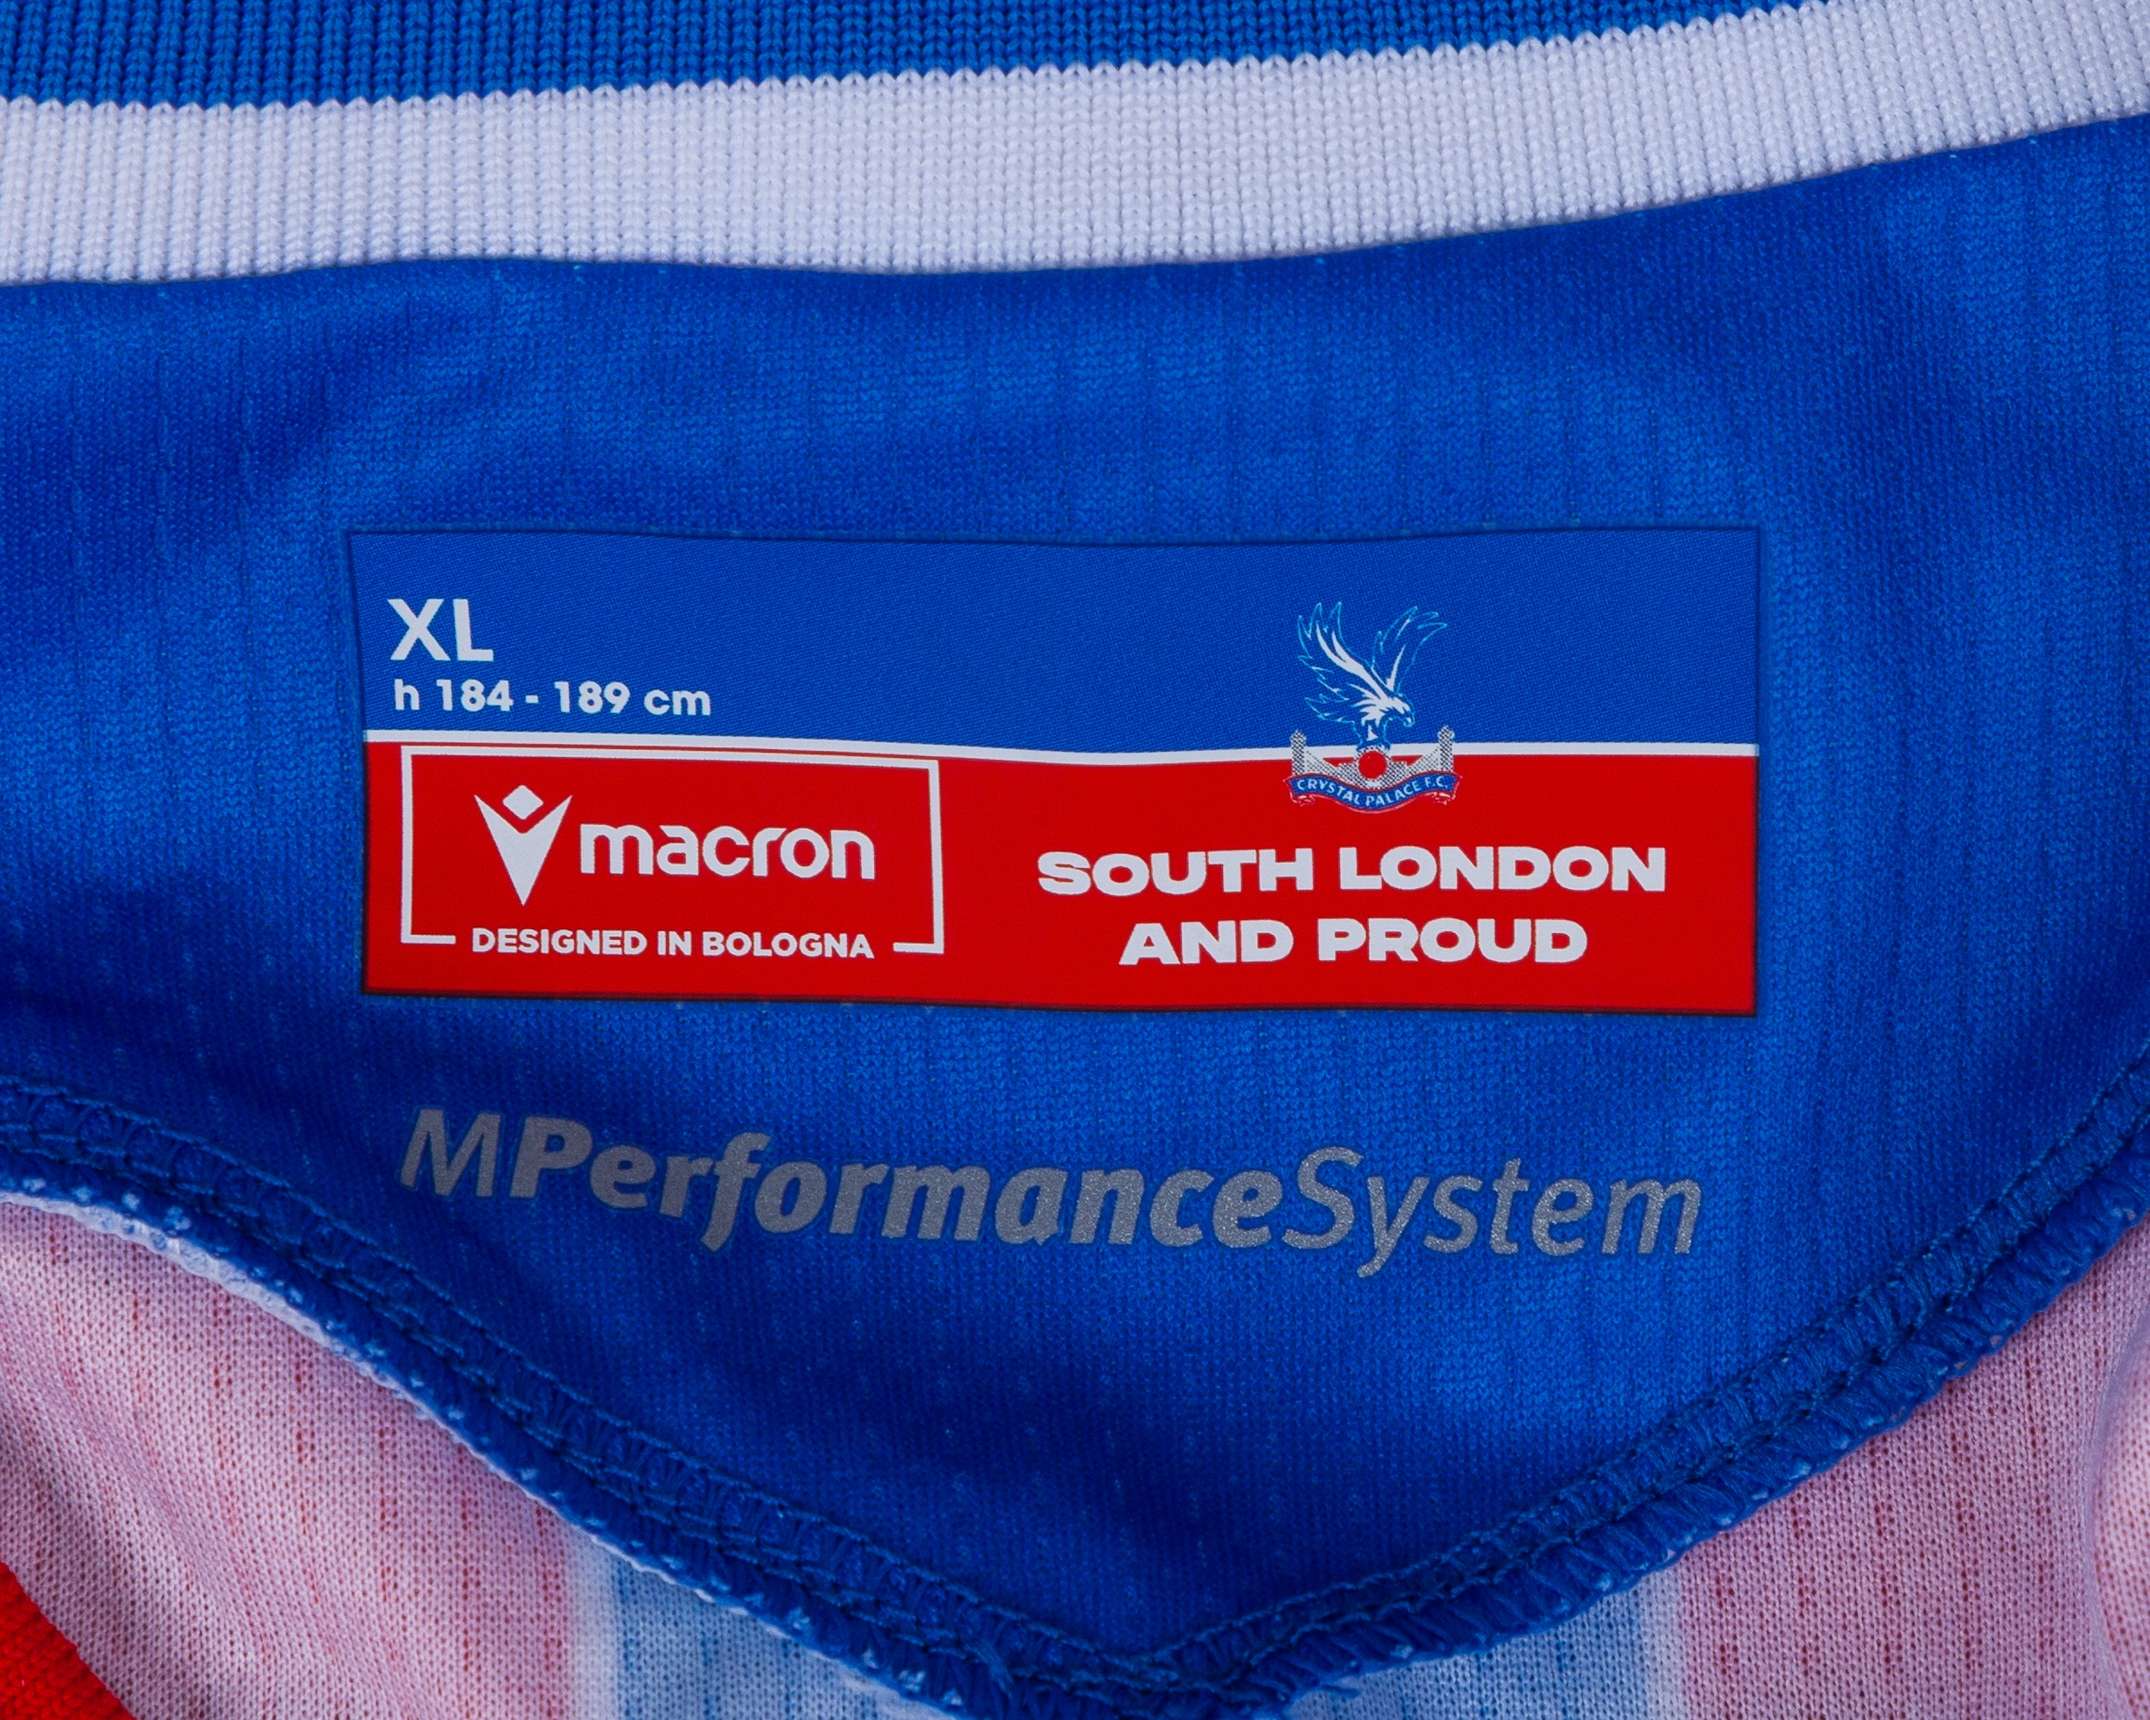 XL
h 184 - 189 cm
CRYSTAL PALACE F.C.
macron
DESIGNED IN BOLOGNA
SOUTH LONDON
AND PROUD
MPerformanceSystem